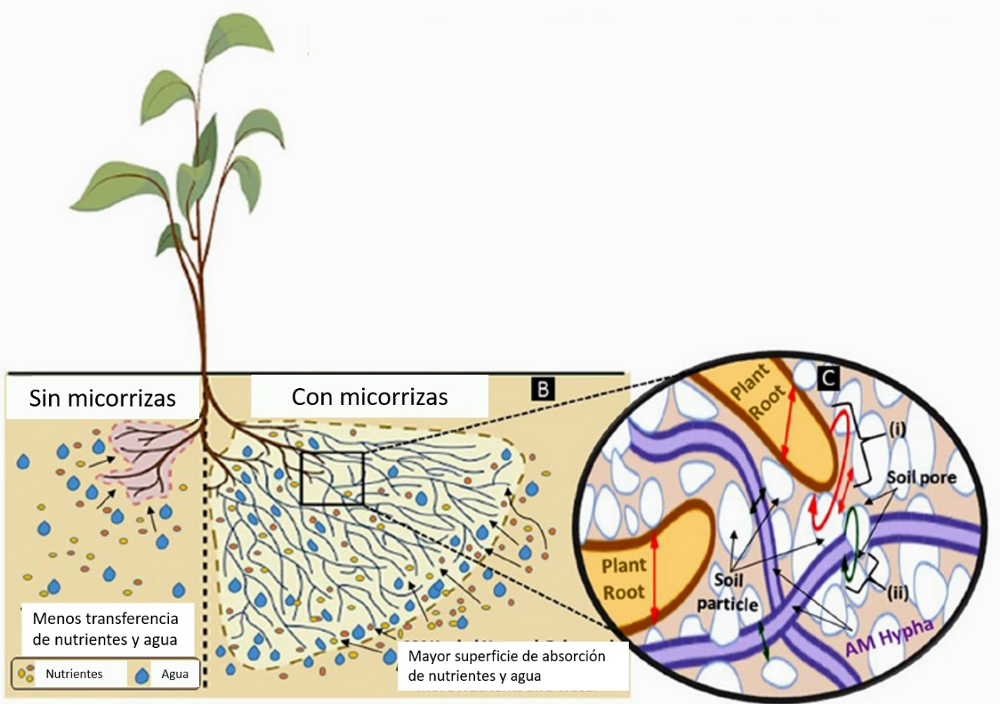 Sin micorrizas
Con micorrizas
B
Menos transferencia
de nutrientes y agua
Nutrientes
Agua
Mayor superficie de absorción
de nutrientes y agua
C
Plant
Root
(i)
Soil pore
Plant
Root
Soil
particle
(ii)
AM Hypha